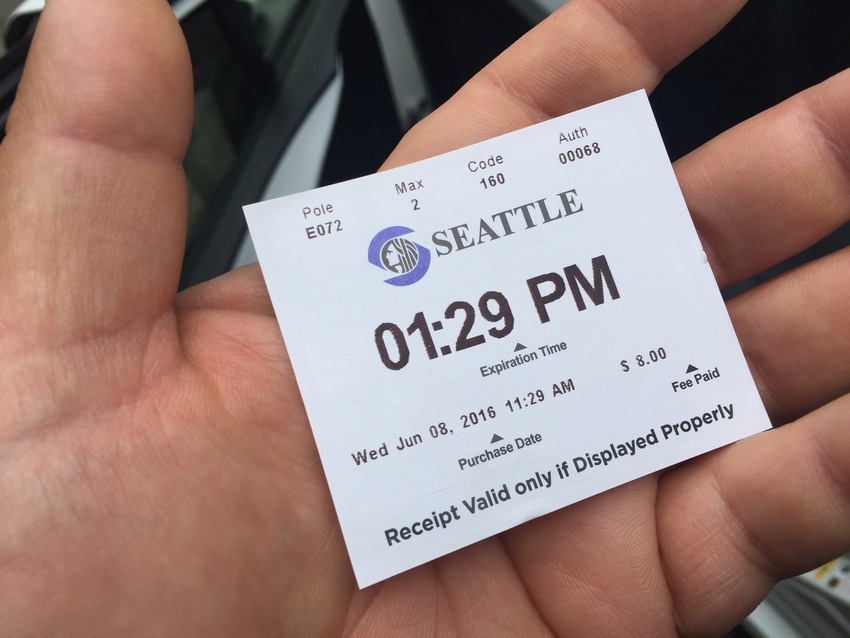 Pole Max Code Auth
E072 2 160 00068
SEATTLE
01:29 PM
Expiration Time
Wed Jun 08, 2016 11:29 AM $ 8.00
Purchase Date Fee Paid
Receipt Valid only if Displayed Properly